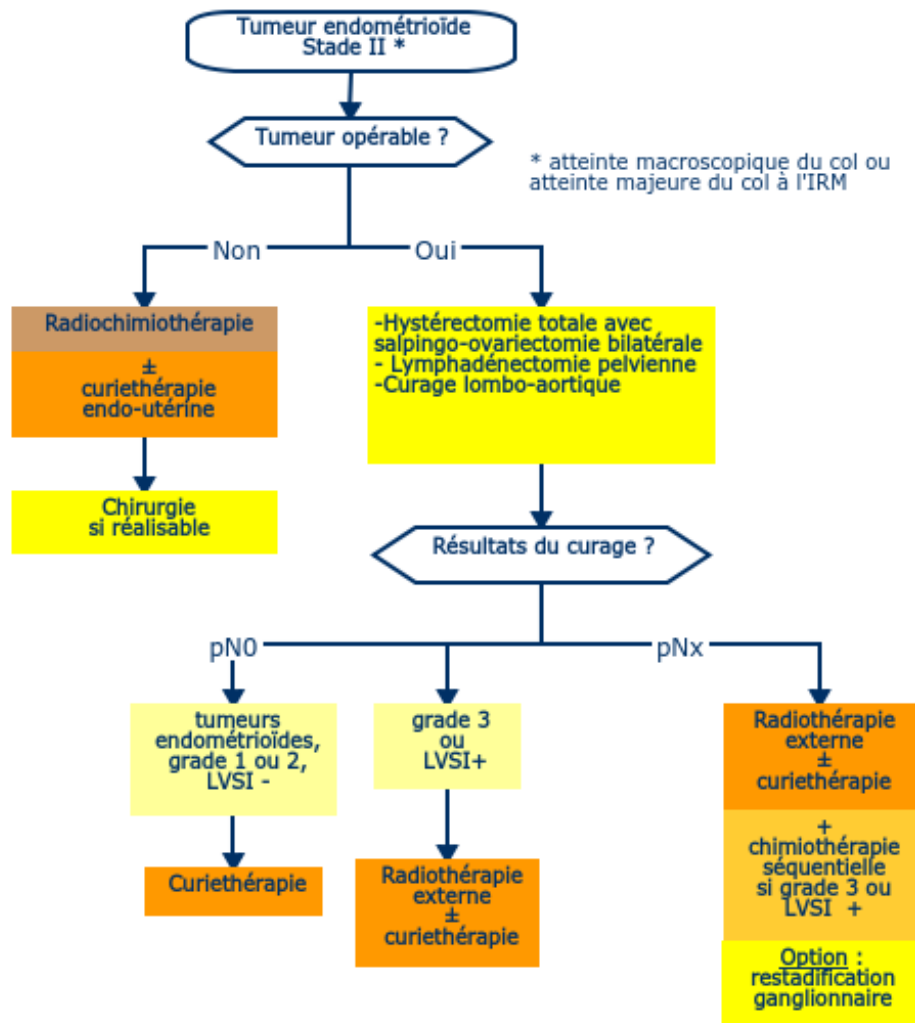 Tumeur endométrioïde
Stade II *
Tumeur opérable ?
* atteinte macroscopique du col ou
atteinte majeure du col à l'IRM
Non
Oui
Radiochimiothérapie
±
curiethérapie
endo-utérine
Chirurgie
si réalisable
-Hystérectomie totale avec
salpingo-ovariectomie bilatérale
- Lymphadénectomie pelvienne
-Curage lombo-aortique
Résultats du curage ?
pN0
pNx
tumeurs
endométrioïdes,
grade 1 ou 2,
LVSI -
Curiethérapie
grade 3
ou
LVSI+
Radiothérapie
externe
±
curiethérapie
Radiothérapie
externe
±
curiethérapie
+
chimiothérapie
séquentielle
si grade 3 ou
LVSI +
Option :
restadification
ganglionnaire